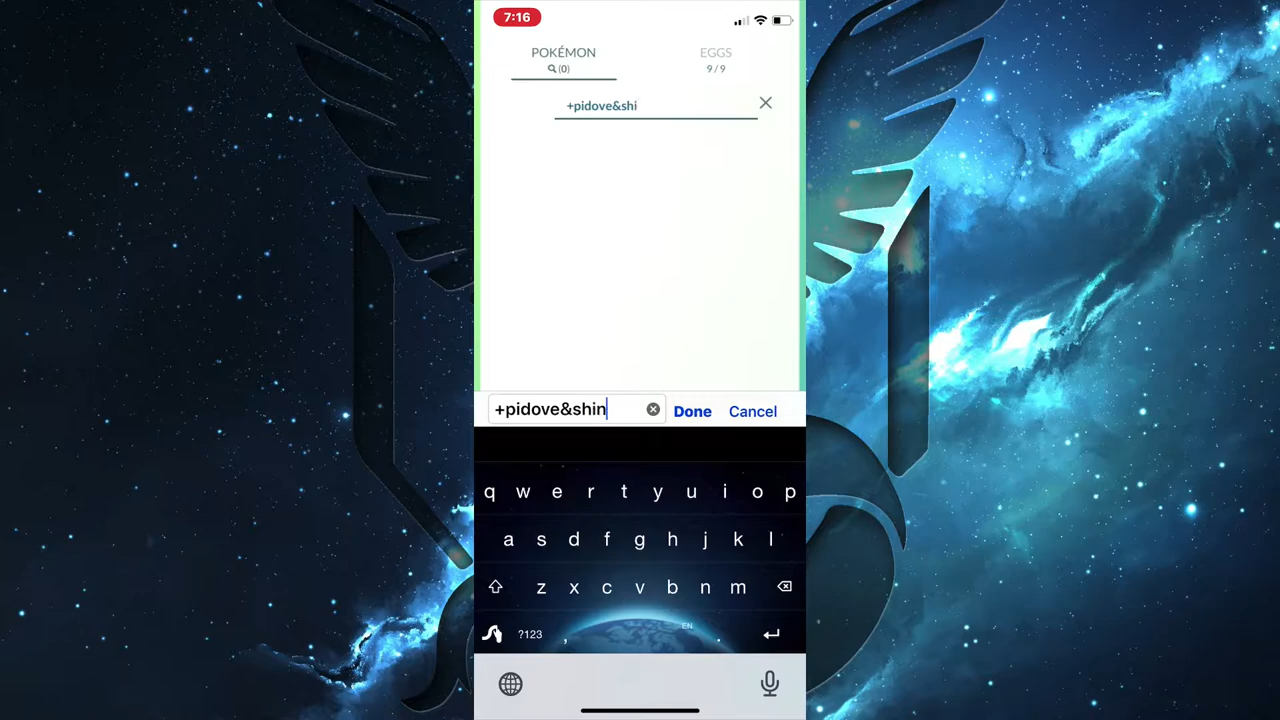 7:16
POKÉMON
EGGS
(0)
9 / 9
+pidove&shi
+pidove&shin
Done
Cancel
q w e r t y u i o p
a s d f g h j k l
z x c v b n m
?123
,
EN
.